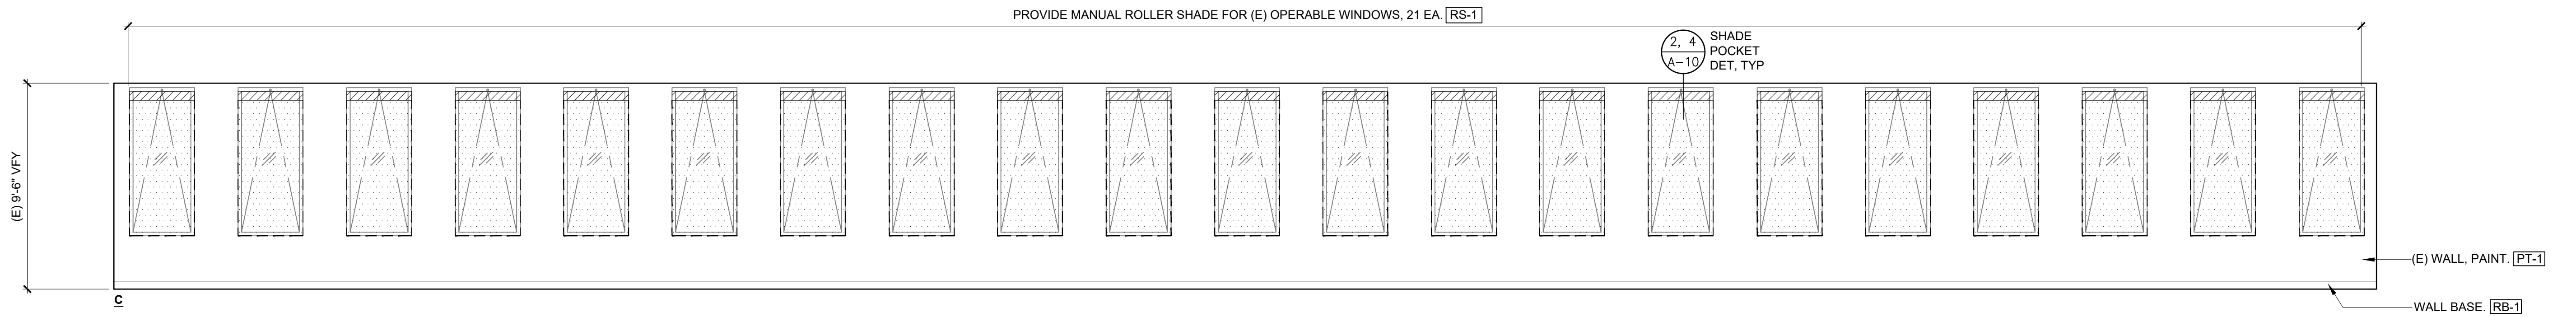 PROVIDE MANUAL ROLLER SHADE FOR (E) OPERABLE WINDOWS, 21 EA. RS-1
2, 4
A-10
SHADE
POCKET
DET, TYP
(E) 9'-6" VFY
(E) WALL, PAINT. PT-1
C
WALL BASE. RB-1